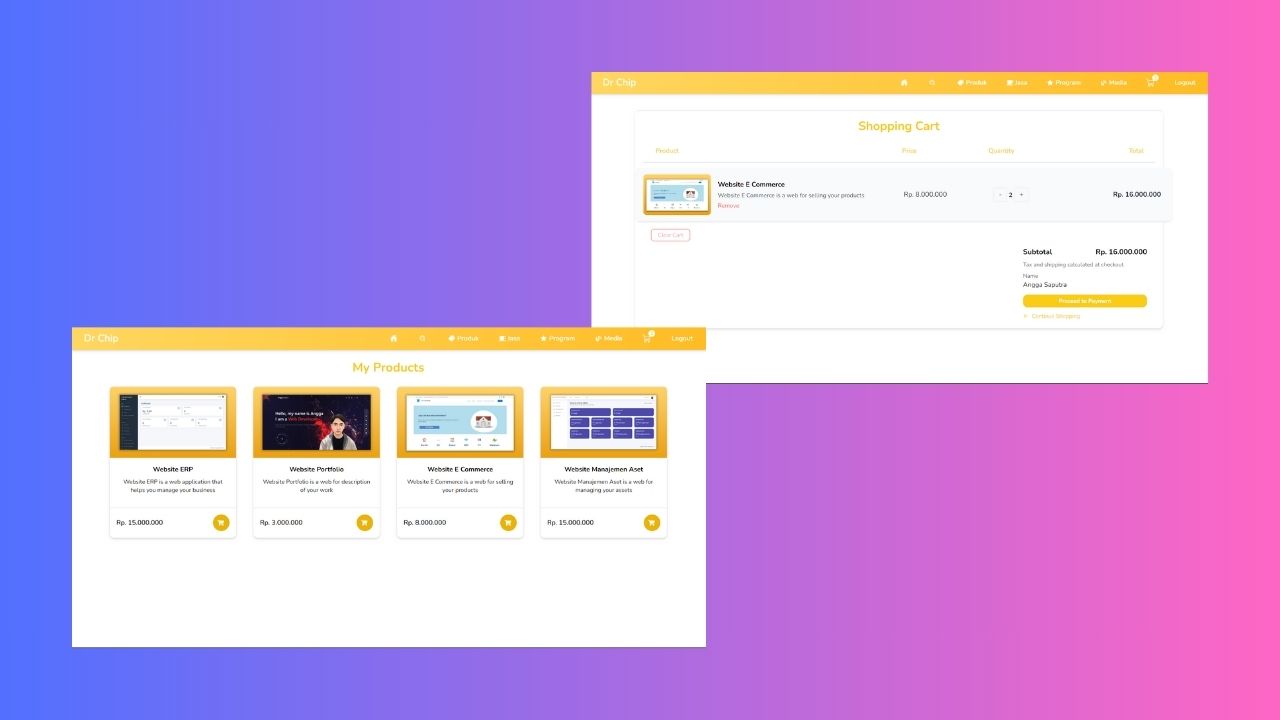 Dr Chip
Produk
Jasa
Program
Media
Logout
Shopping Cart
Product
Price
Quantity
Total
Website E Commerce
Website E Commerce is a web for selling your products
Remove
Rp. 8.000.000
- 2 +
Rp. 16.000.000
Clear Cart
Subtotal
Rp. 16.000.000
Tax and shipping calculated at checkout
Name
Angga Saputra
Proceed to Payment
Continue Shopping
Dr Chip
Produk
Jasa
Program
Media
Logout
My Products
Hello, my name is Angga
I am a Web Developer
Website ERP
Website ERP is a web application that
helps you manage your business
Rp. 15.000.000
Website Portfolio
Website Portfolio is a web for description
of your work
Rp. 3.000.000
Website E Commerce
Website E Commerce is a web for selling
your products
Rp. 8.000.000
Website Manajemen Aset
Website Manajemen Aset is a web for
managing your assets
Rp. 15.000.000